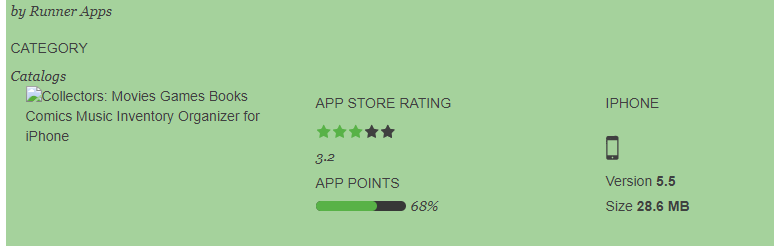 by Runner Apps
CATEGORY
Catalogs
Collectors: Movies Games Books
Comics Music Inventory Organizer for
iPhone
APP STORE RATING
3.2
APP POINTS
68%
IPHONE
Version 5.5
Size 28.6 MB